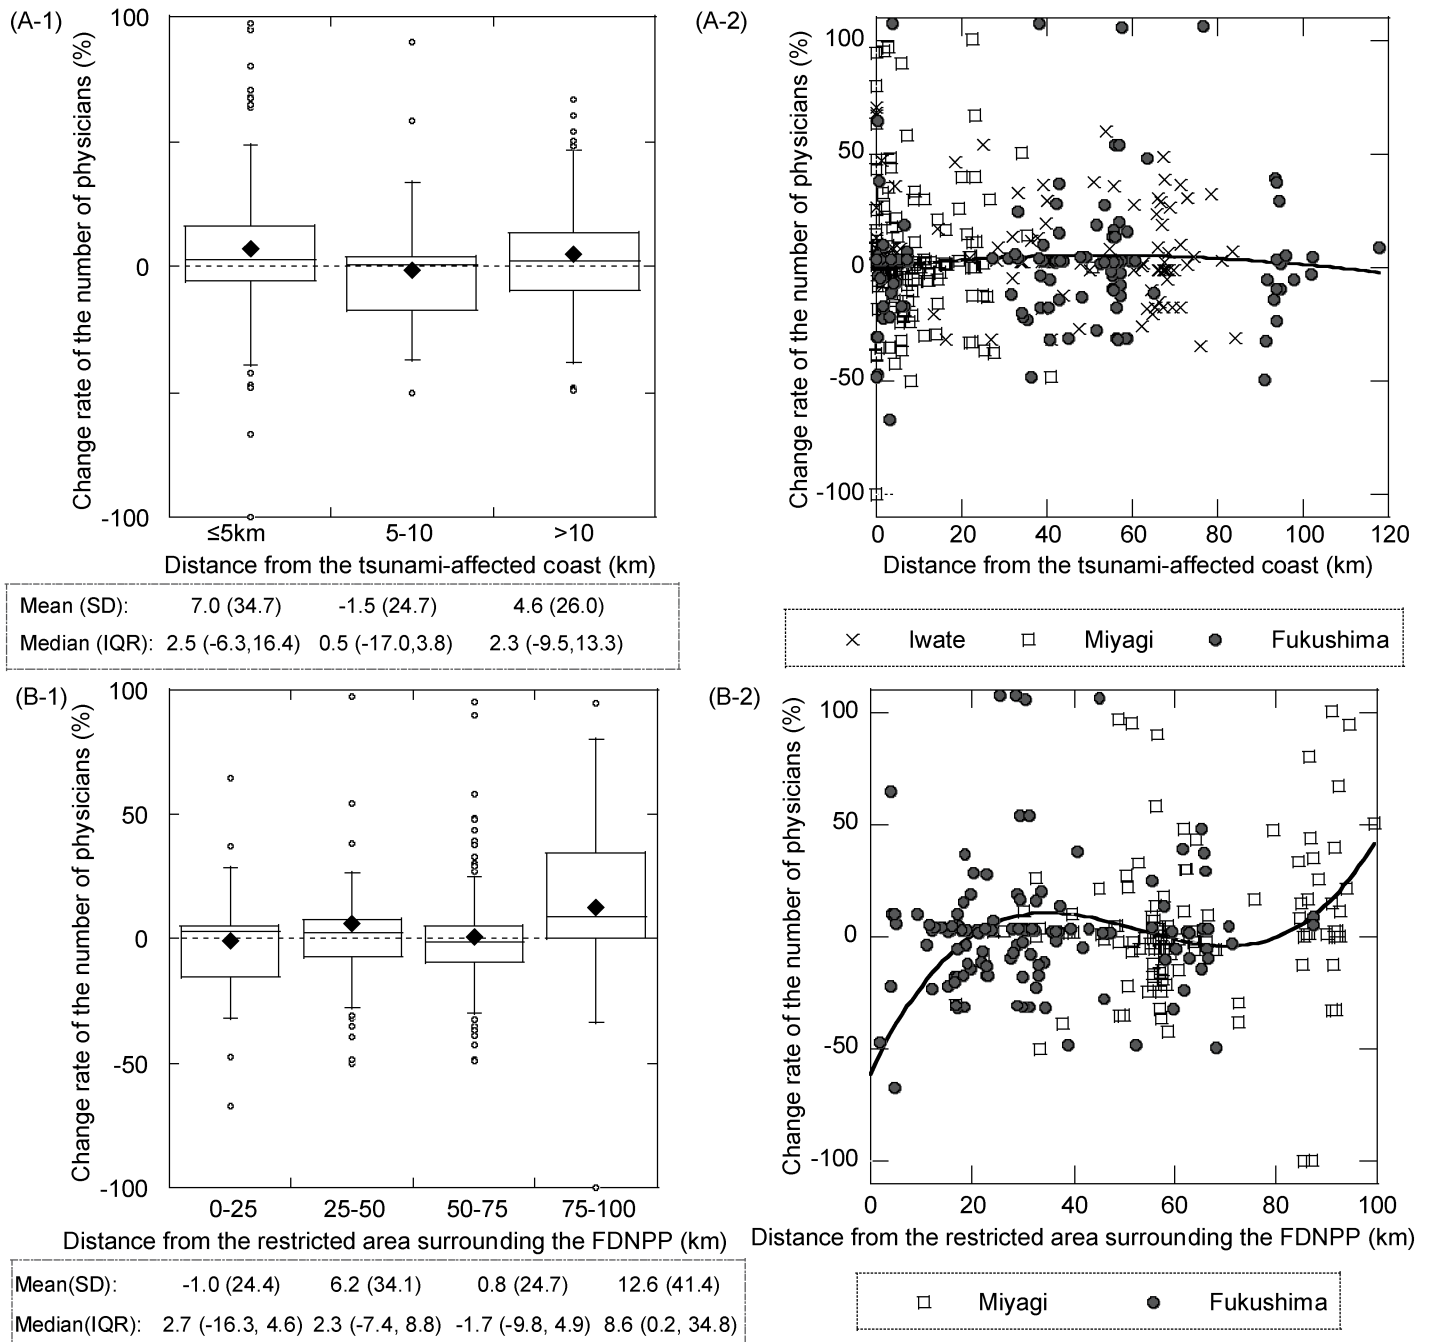 (A-1)
Change rate of the number of physicians (%)
100
0
-100
≤5km 5-10 >10
Distance from the tsunami-affected coast (km)
Mean (SD): 7.0 (34.7) -1.5 (24.7) 4.6 (26.0)
Median (IQR): 2.5 (-6.3,16.4) 0.5 (-17.0,3.8) 2.3 (-9.5,13.3)
(A-2)
Change rate of the number of physicians (%)
100
50
0
-50
-100
0 20 40 60 80 100 120
Distance from the tsunami-affected coast (km)
Iwate Miyagi Fukushima
(B-1)
Change rate of the number of physicians (%)
100
50
0
-50
-100
0-25 25-50 50-75 75-100
Distance from the restricted area surrounding the FDNPP (km)
Mean(SD): -1.0 (24.4) 6.2 (34.1) 0.8 (24.7) 12.6 (41.4)
Median(IQR): 2.7 (-16.3, 4.6) 2.3 (-7.4, 8.8) -1.7 (-9.8, 4.9) 8.6 (0.2, 34.8)
(B-2)
Change rate of the number of physicians (%)
100
50
0
-50
-100
0 20 40 60 80 100
Distance from the restricted area surrounding the FDNPP (km)
Miyagi Fukushima